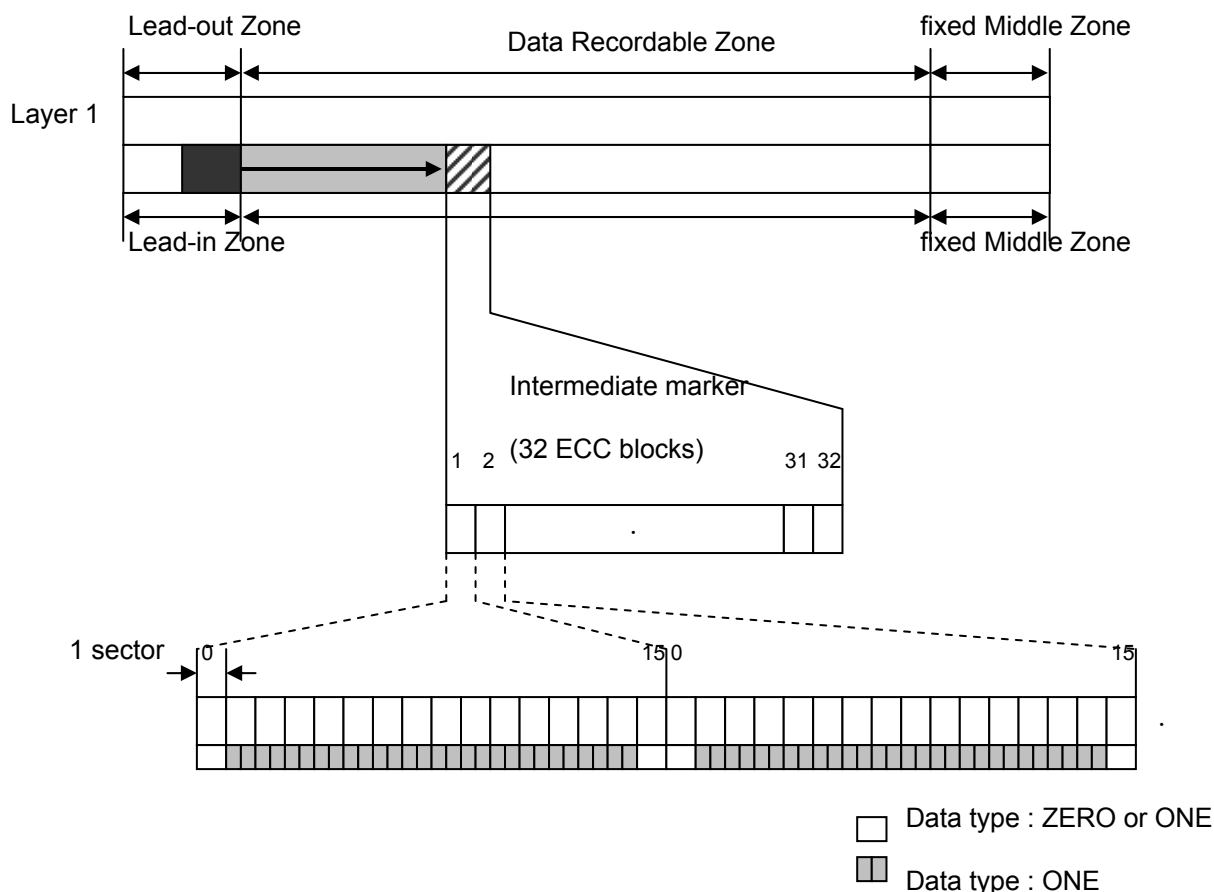 Lead-out Zone
Data Recordable Zone
fixed Middle Zone
Layer 1
Lead-in Zone
fixed Middle Zone
Intermediate marker
(32 ECC blocks)
1 2 31 32
.
1 sector
0 15 0 15
.
Data type : ZERO or ONE
Data type : ONE